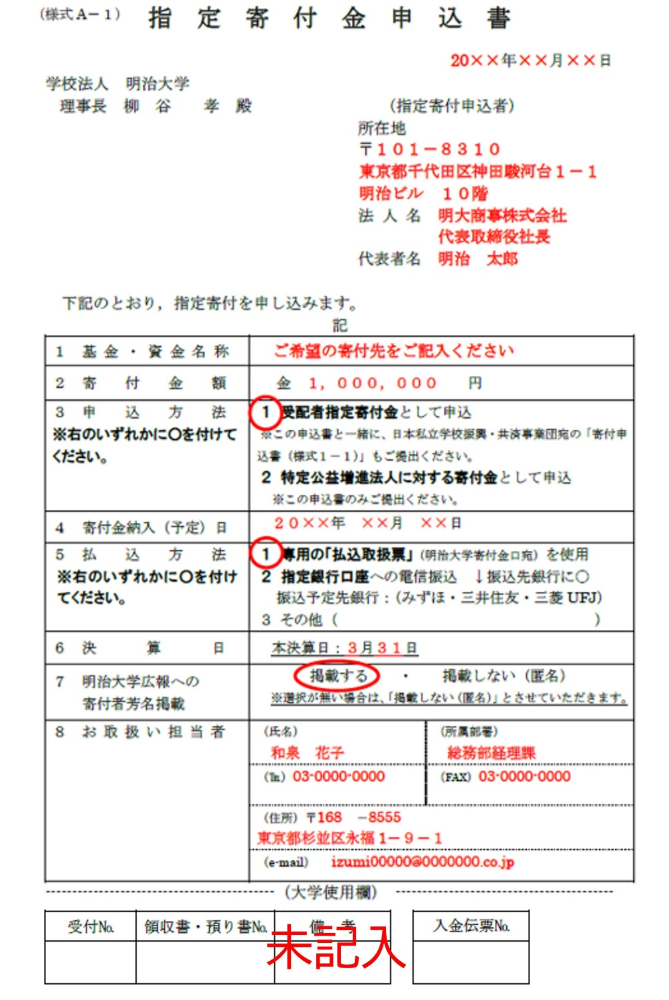 （様式Ａ－１） 指定寄付金申込書
20××年××月××日
学校法人　明治大学
理事長　柳　谷　　孝　殿
（指定寄付申込者）
所在地
〒１０１－８３１０
東京都千代田区神田駿河台１－１
明治ビル　１０階
法 人 名　明大商事株式会社
代表取締役社長
代表者名　明治　太郎
下記のとおり，指定寄付を申し込みます。
記
1　基金・資金名称　ご希望の寄付先をご記入ください
2　寄付金額　金　１，０００，０００　円
3　申込方法　1 受配者指定寄付金として申込
※右のいずれかに〇を付けてください。
※この申込書と一緒に、日本私立学校振興・共済事業団宛の「寄付申
込書（様式１－１）」もご提出ください。
2 特定公益増進法人に対する寄付金として申込
※この申込書のみご提出ください。
4　寄付金納入（予定）日　２０××年　××月　××日
5　払込方法　1 専用の「払込取扱票」（明治大学寄付金口宛）を使用
※右のいずれかに〇を付けてください。
2 指定銀行口座への電信振込　↓振込先銀行に〇
振込予定先銀行：（みずほ・三井住友・三菱 UFJ）
3 その他（　　　　　　　　）
6　決算日　本決算日：３月３１日
7　明治大学広報への　掲載する　・　掲載しない（匿名）
寄付者芳名掲載　※選択が無い場合は、「掲載しない（匿名）」とさせていただきます。
8　お取扱い担当者　（氏名）　（所属部署）
和泉　花子　総務部経理課
（℡）03-0000-0000　（FAX）03-0000-0000
（住所）〒168　－8555
東京都杉並区永福１－９－１
（e-mail）　izumi00000@0000000.co.jp
（大学使用欄）
受付№　領収書・預り書№　備　考　入金伝票№
未記入